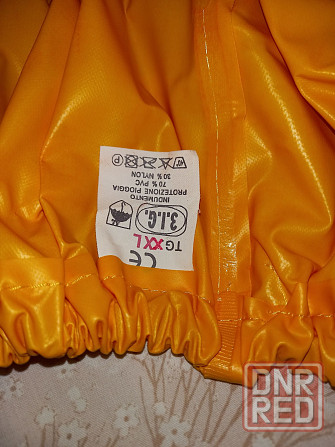 TG XXL
CE
3.I.G.
INDUMENTO
PROTEZIONE PIOGGIA
70% PVC
30% NYLON
P
DNR
RED